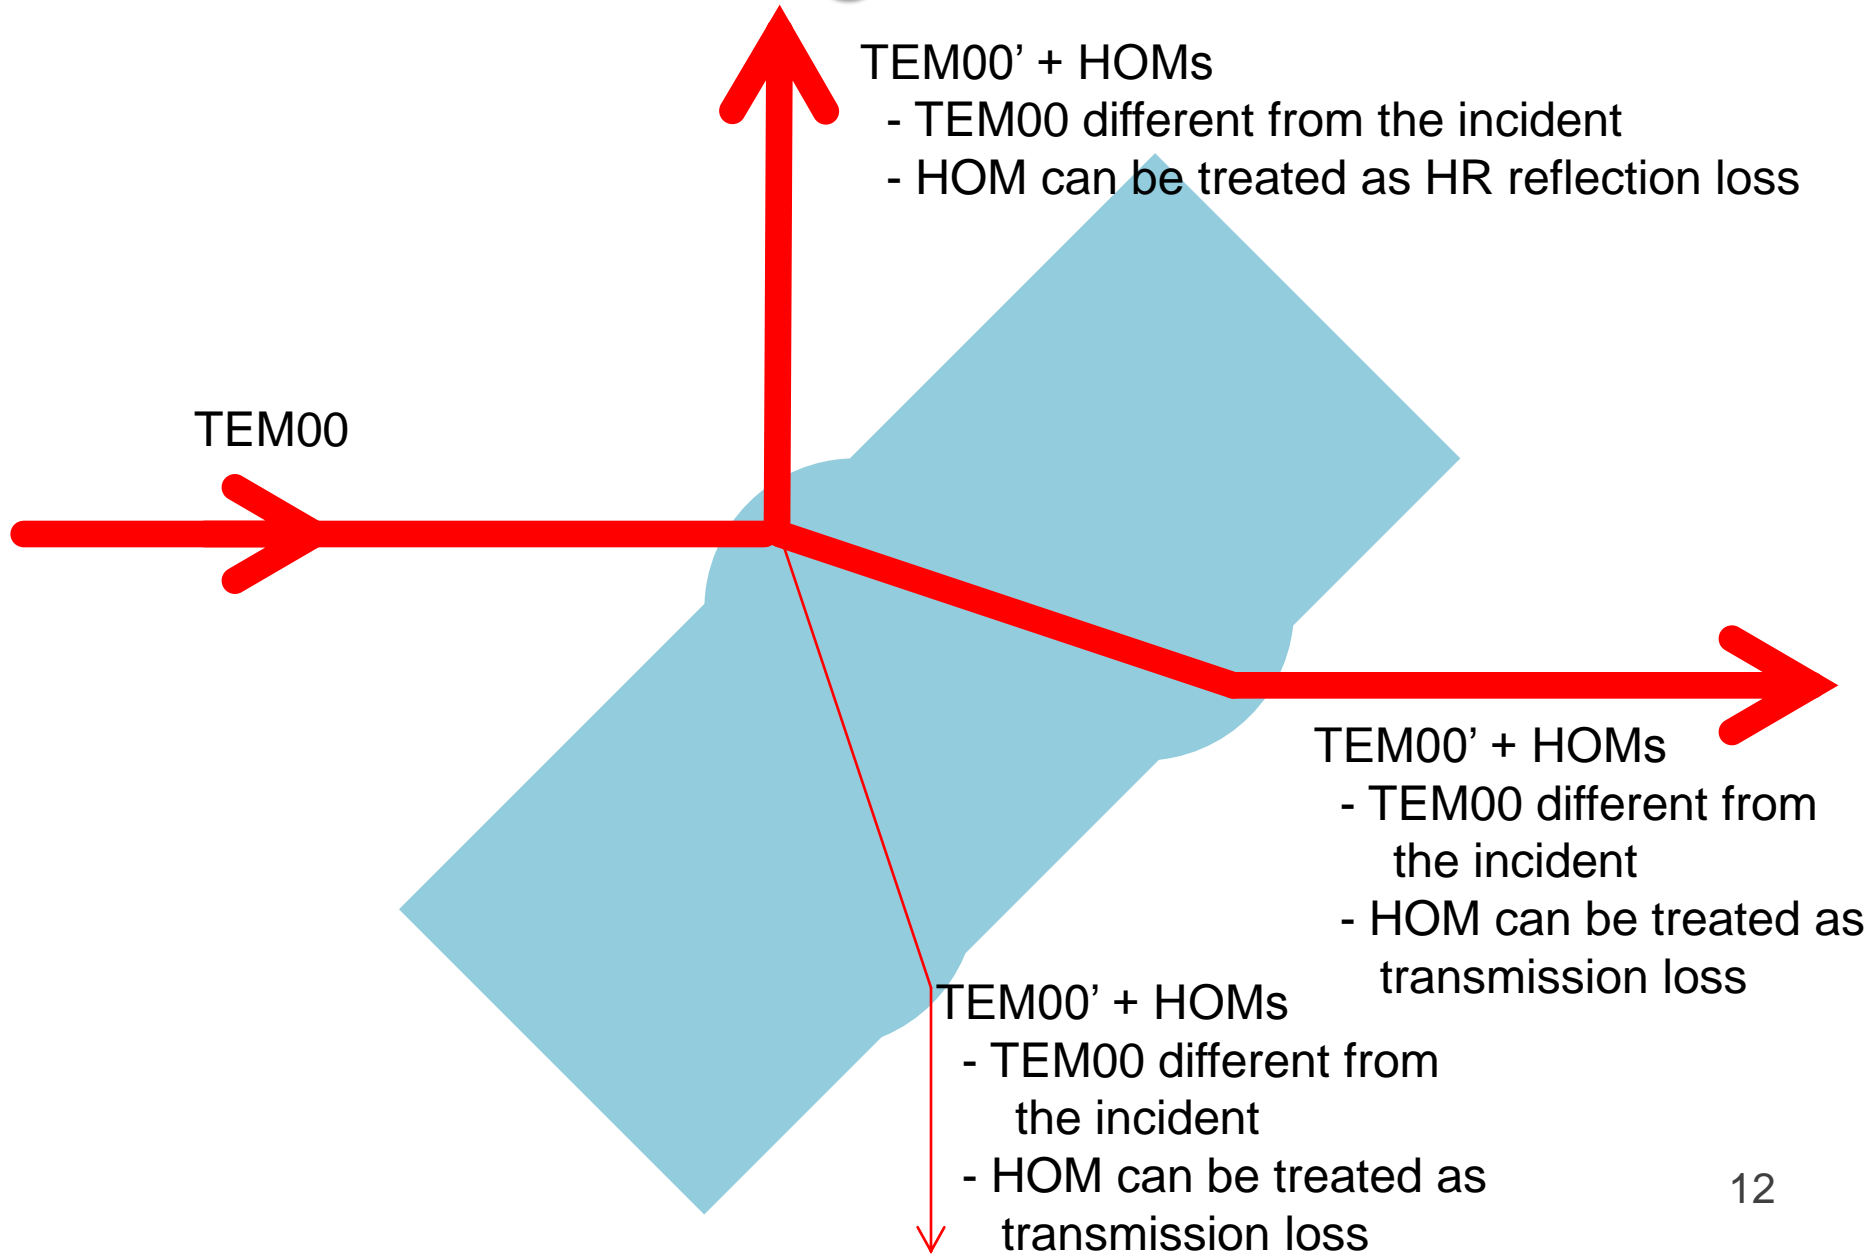 TEM00’ + HOMs
- TEM00 different from the incident
- HOM can be treated as HR reflection loss
TEM00
TEM00’ + HOMs
- TEM00 different from
the incident
- HOM can be treated as
transmission loss
TEM00’ + HOMs
- TEM00 different from
the incident
- HOM can be treated as
transmission loss
12